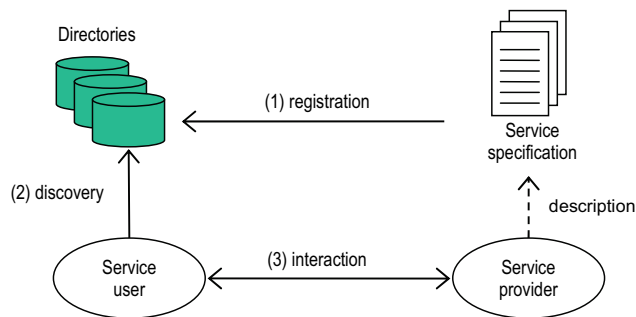 Directories
(1) registration
Service
specification
(2) discovery
description
(3) interaction
Service
user
Service
provider